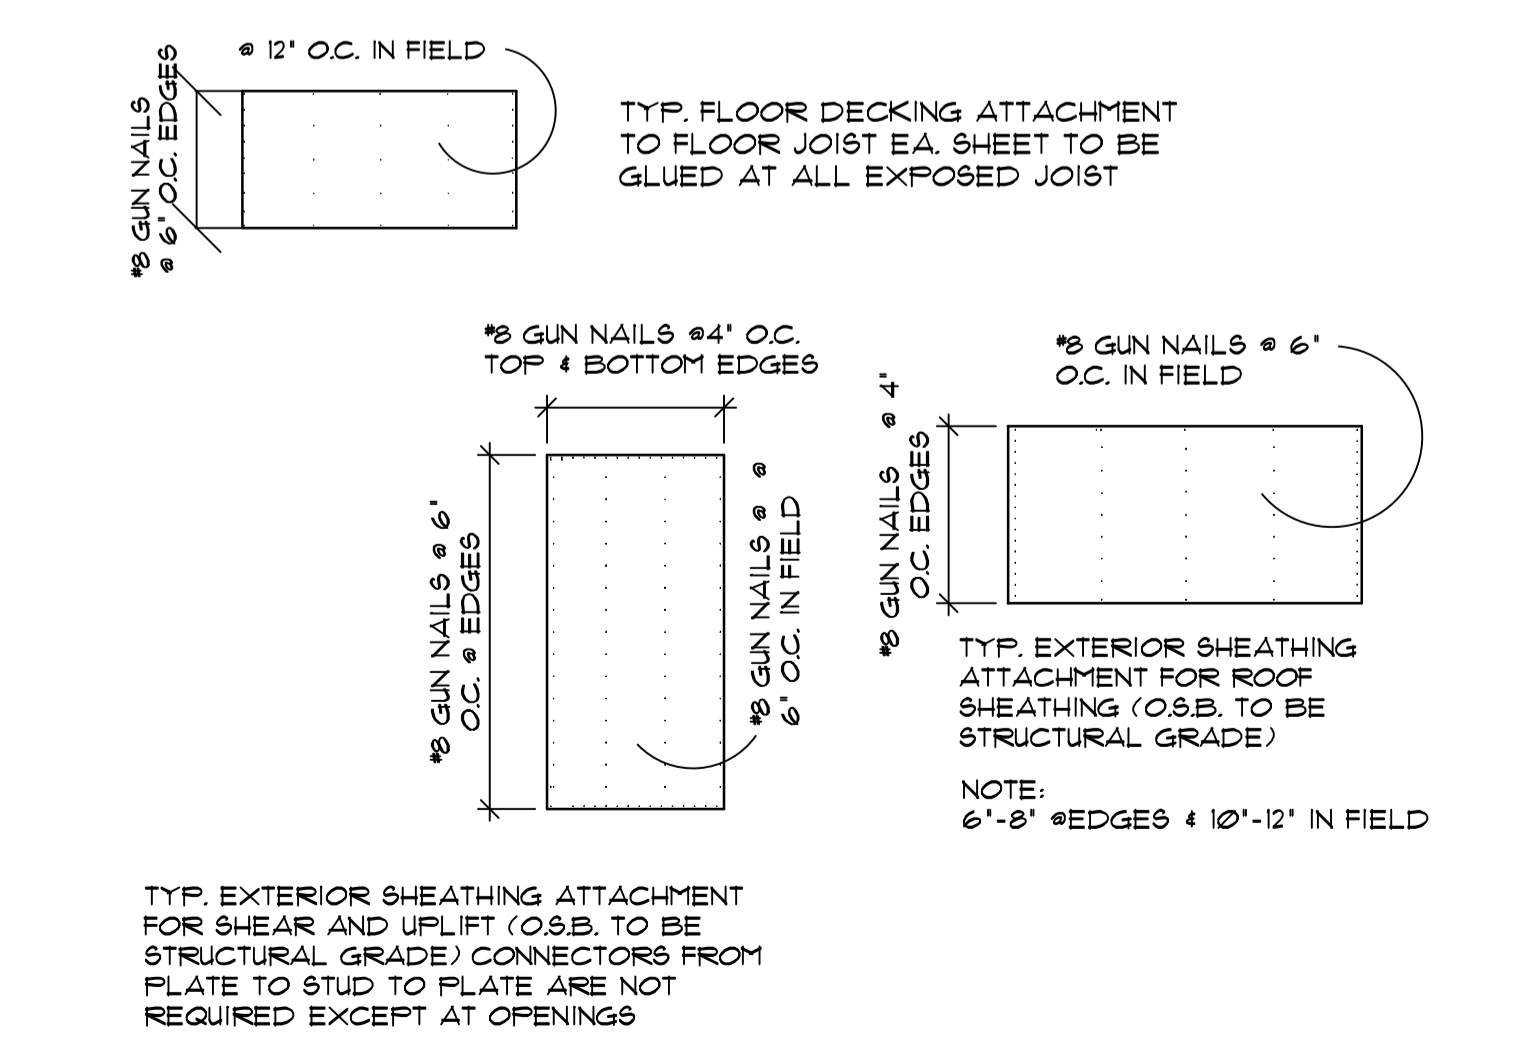 @ 12" O.C. IN FIELD
#8 GUN NAILS
@ 6" O.C. EDGES
TYP. FLOOR DECKING ATTACHMENT
TO FLOOR JOIST EA. SHEET TO BE
GLUED AT ALL EXPOSED JOIST
#8 GUN NAILS @4" O.C.
TOP & BOTTOM EDGES
#8 GUN NAILS @ 6"
O.C. @ EDGES
#8 GUN NAILS @ @
6" O.C. IN FIELD
#8 GUN NAILS @ 6"
O.C. IN FIELD
#8 GUN NAILS @ 4"
O.C. EDGES
TYP. EXTERIOR SHEATHING
ATTACHMENT FOR ROOF
SHEATHING (O.S.B. TO BE
STRUCTURAL GRADE)
NOTE:
6"-8" @EDGES & 10"-12" IN FIELD
TYP. EXTERIOR SHEATHING ATTACHMENT
FOR SHEAR AND UPLIFT (O.S.B. TO BE
STRUCTURAL GRADE) CONNECTORS FROM
PLATE TO STUD TO PLATE ARE NOT
REQUIRED EXCEPT AT OPENINGS